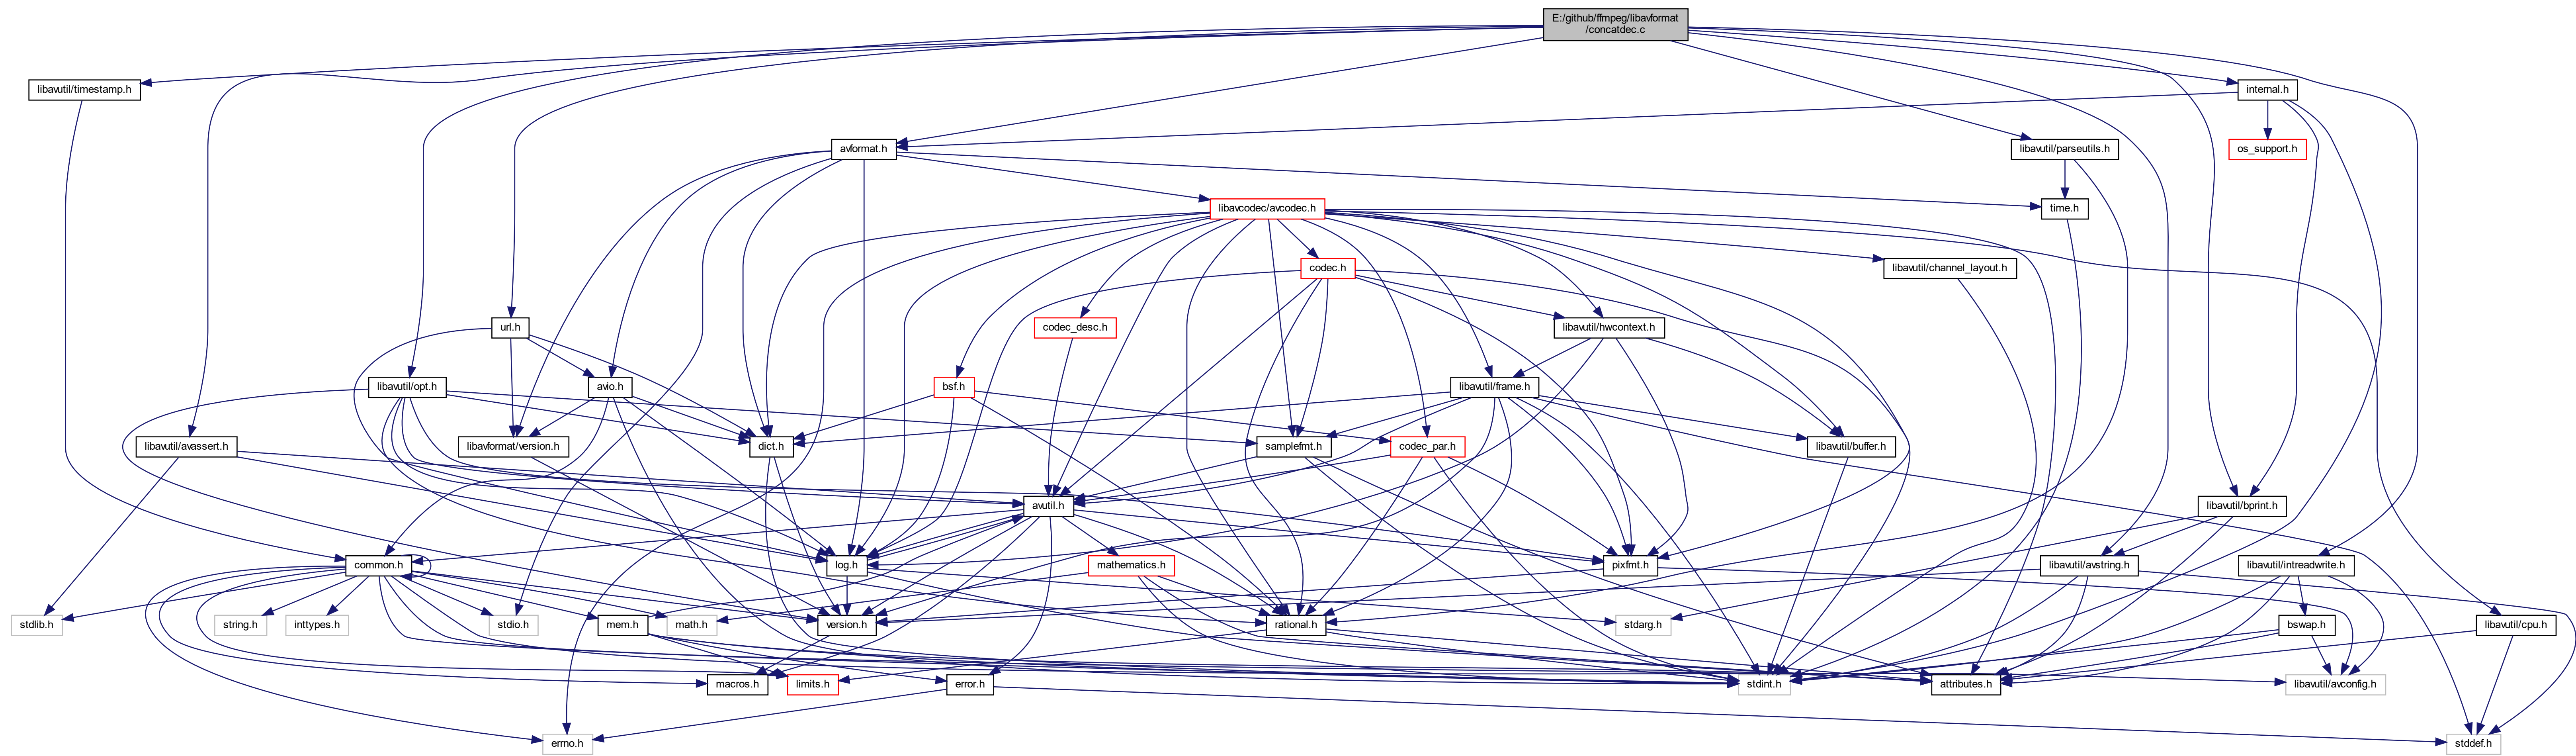 E:/github/ffmpeg/libavformat
/concatdec.c
libavutil/timestamp.h
internal.h
avformat.h
libavutil/parseutils.h
os_support.h
libavcodec/avcodec.h
time.h
codec.h
libavutil/channel_layout.h
url.h
codec_desc.h
libavutil/hwcontext.h
libavutil/opt.h
avio.h
bsf.h
libavutil/frame.h
libavutil/avassert.h
libavformat/version.h
dict.h
samplefmt.h
codec_par.h
libavutil/buffer.h
avutil.h
libavutil/bprint.h
common.h
log.h
mathematics.h
pixfmt.h
libavutil/avstring.h
libavutil/intreadwrite.h
stdlib.h
string.h
inttypes.h
stdio.h
mem.h
math.h
version.h
rational.h
stdarg.h
bswap.h
libavutil/cpu.h
macros.h
limits.h
error.h
stdint.h
attributes.h
libavutil/avconfig.h
errno.h
stddef.h